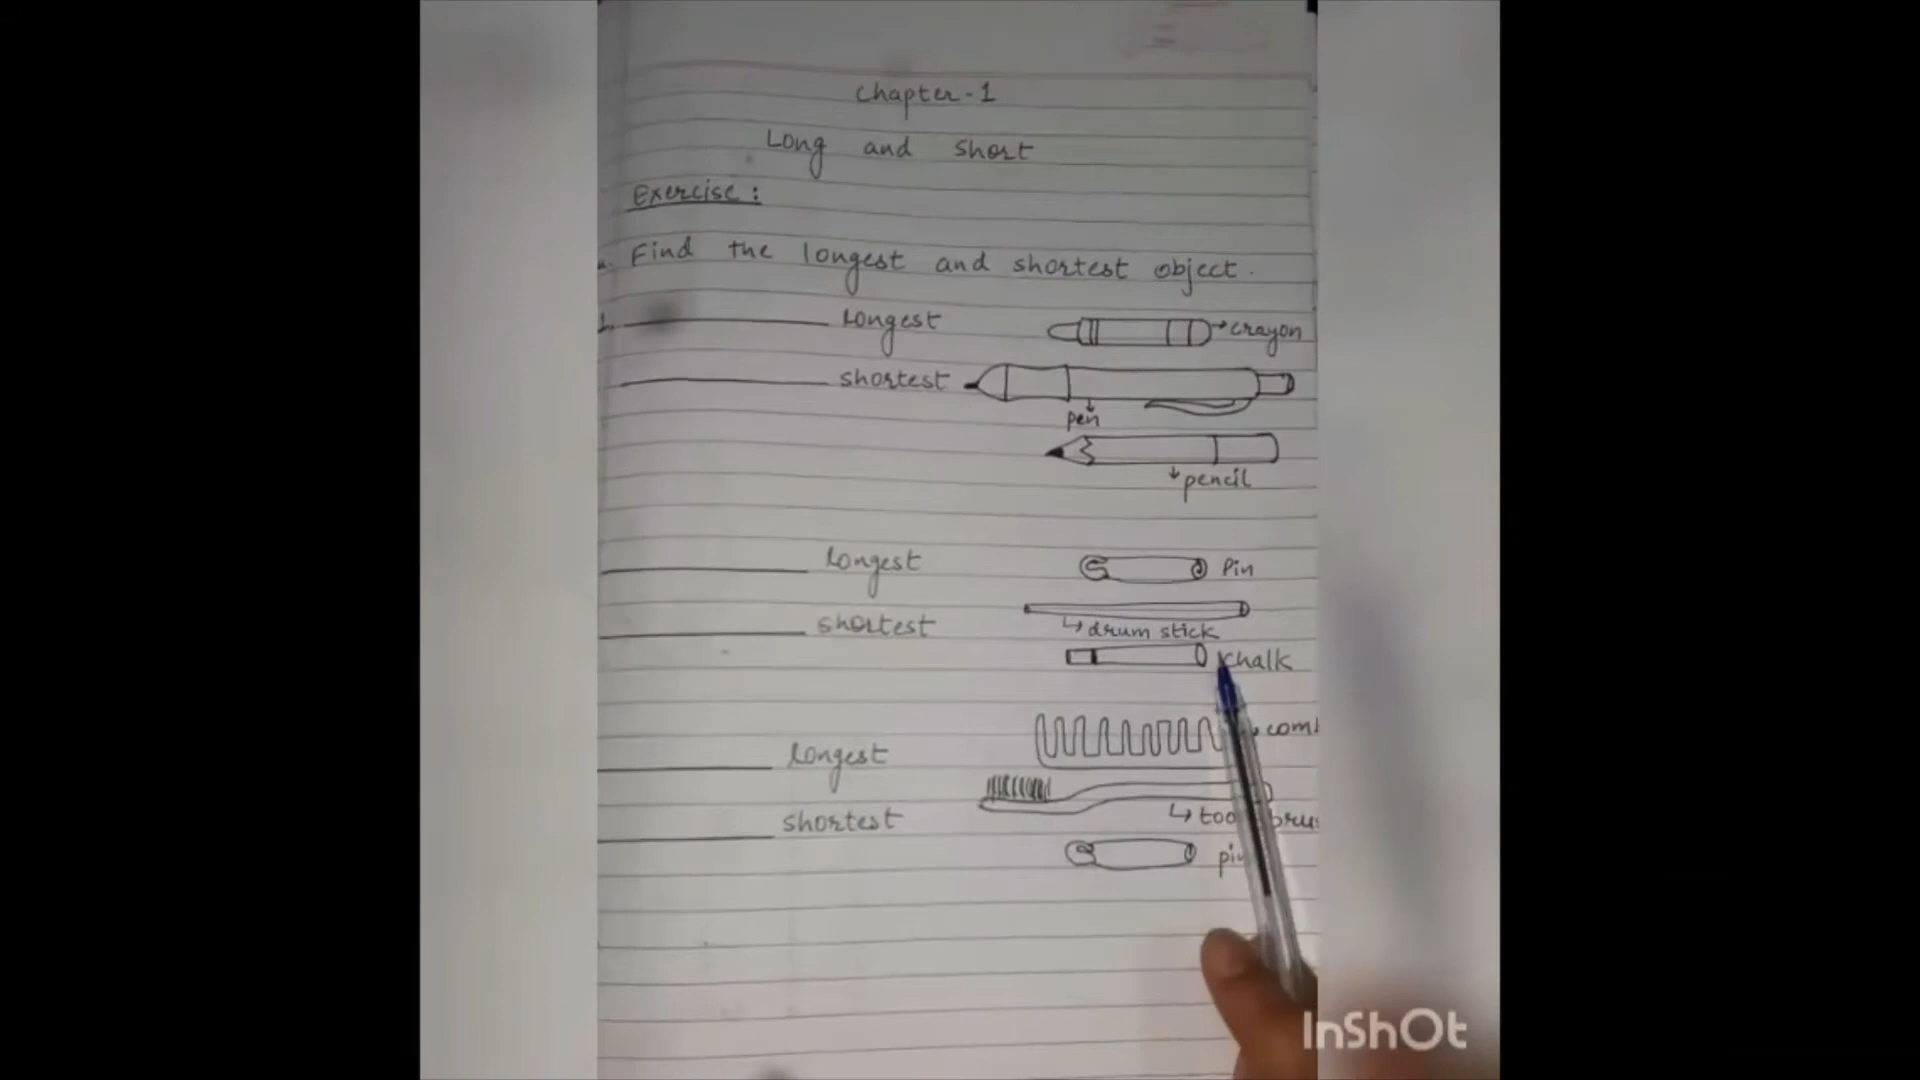 Chapter-1
Long and short
Exercise:
Find the longest and shortest object.
1. longest crayon
shortest
pen
pencil
longest Pin
shortest drum stick
chalk
longest
shortest
InShOt